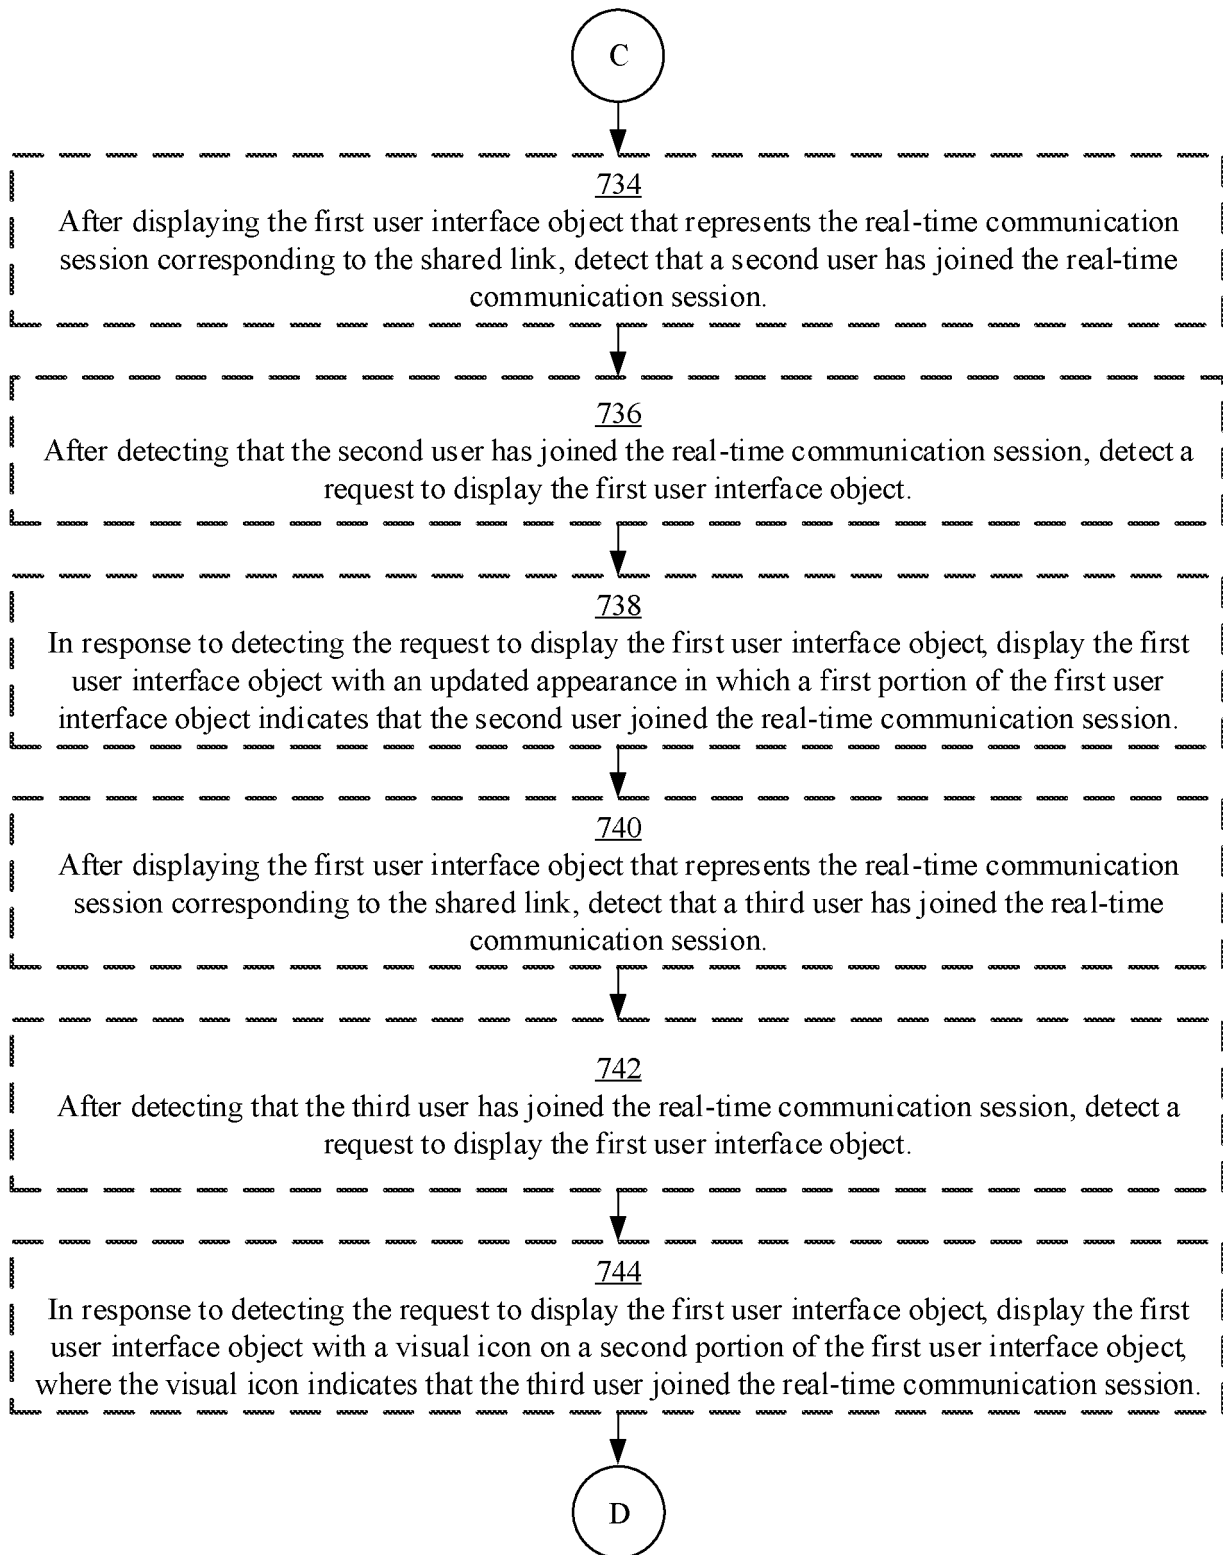 C
734
After displaying the first user interface object that represents the real-time communication
session corresponding to the shared link, detect that a second user has joined the real-time
communication session.
736
After detecting that the second user has joined the real-time communication session, detect a
request to display the first user interface object.
738
In response to detecting the request to display the first user interface object, display the first
user interface object with an updated appearance in which a first portion of the first user
interface object indicates that the second user joined the real-time communication session.
740
After displaying the first user interface object that represents the real-time communication
session corresponding to the shared link, detect that a third user has joined the real-time
communication session.
742
After detecting that the third user has joined the real-time communication session, detect a
request to display the first user interface object.
744
In response to detecting the request to display the first user interface object, display the first
user interface object with a visual icon on a second portion of the first user interface object,
where the visual icon indicates that the third user joined the real-time communication session.
D